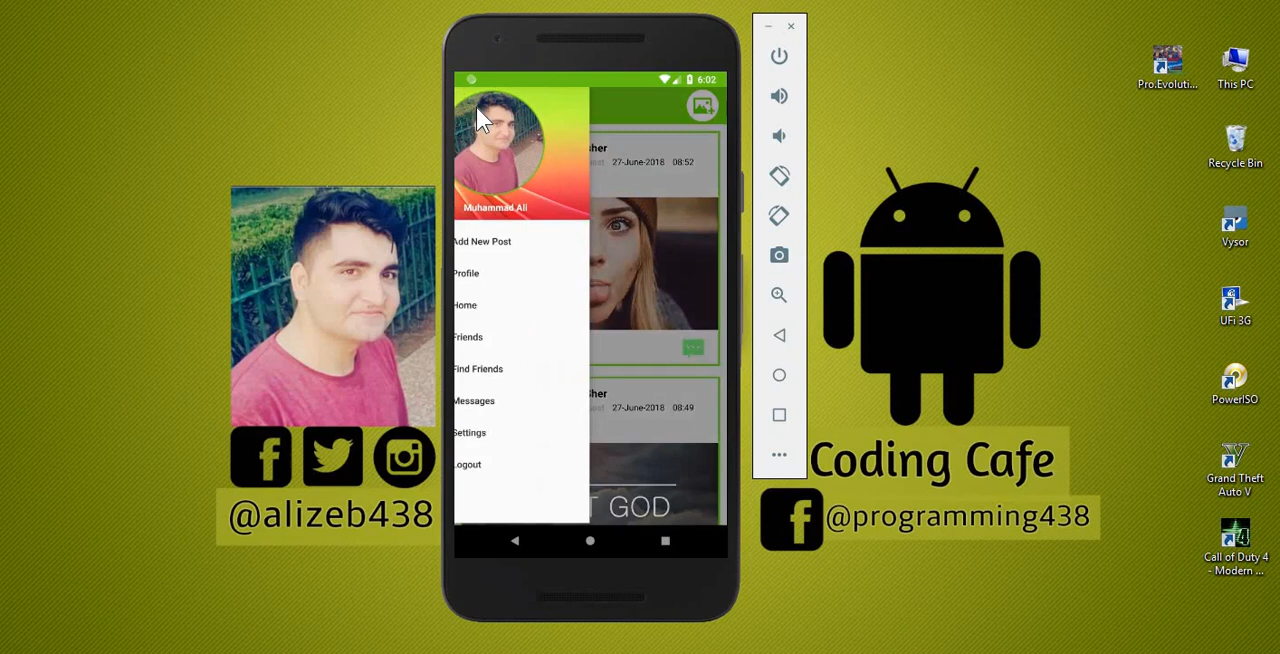 6:02
sher
27-June-2018 08:52
Muhammad Ali
Add New Post
Profile
Home
Friends
Find Friends
Messages
Settings
Logout
sher
27-June-2018 08:49
T GOD
@alizeb438
Coding Cafe
@programming438
Pro.Evoluti...
This PC
Recycle Bin
Vysor
UFi 3G
PowerISO
Grand Theft
Auto V
Call of Duty 4
- Modern ...